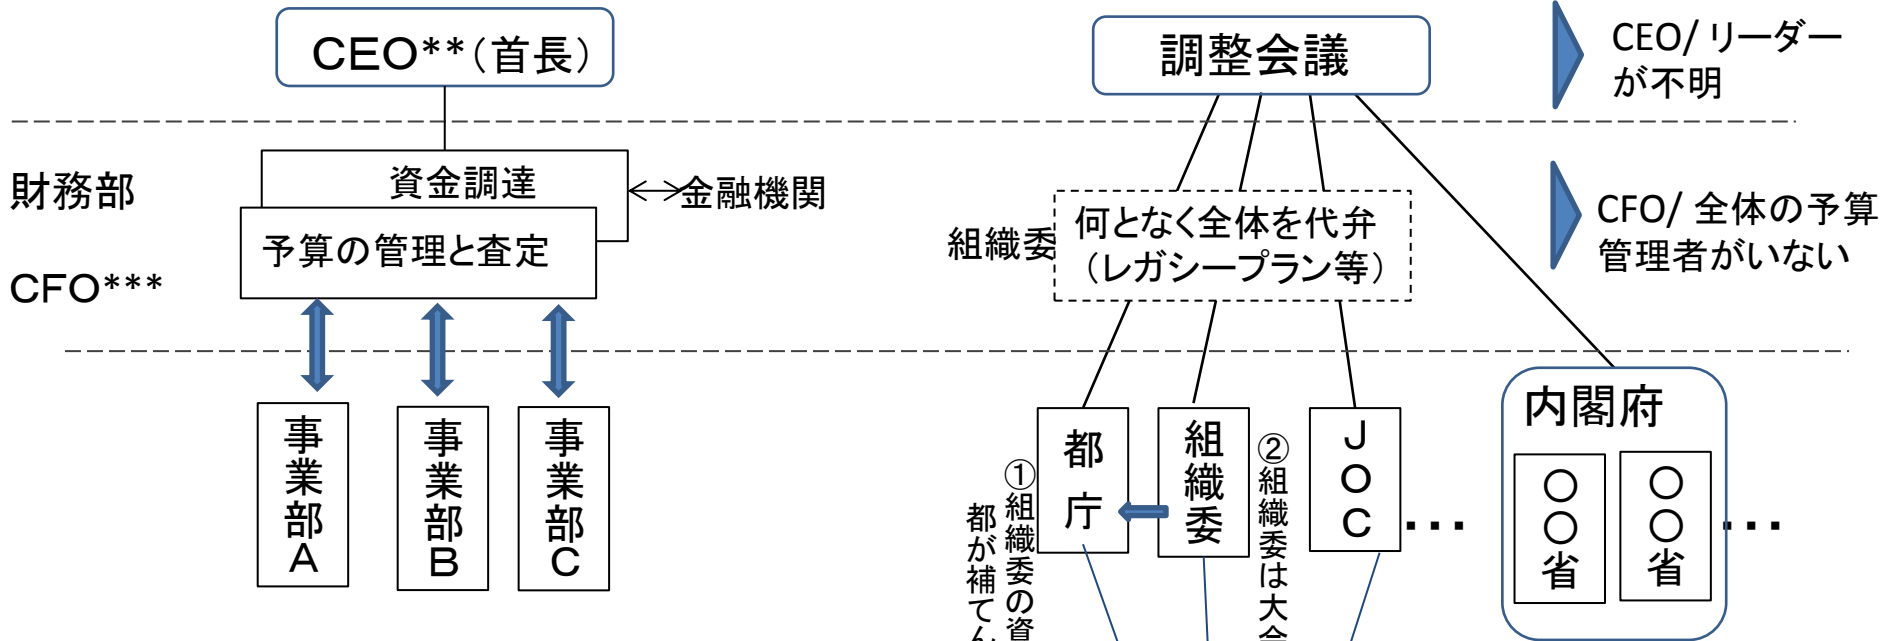 CEO**(首長)
調整会議
CEO/リーダー
が不明
財務部
CFO***
資金調達
予算の管理と査定
金融機関
組織委
何となく全体を代弁
（レガシープラン等）
CFO/全体の予算
管理者がいない
事業部A
事業部B
事業部C
①組織委の資
都が補てん
都庁
組織委
②組織委は大会
JOC
・・・
内閣府
〇〇省
〇〇省
・・・